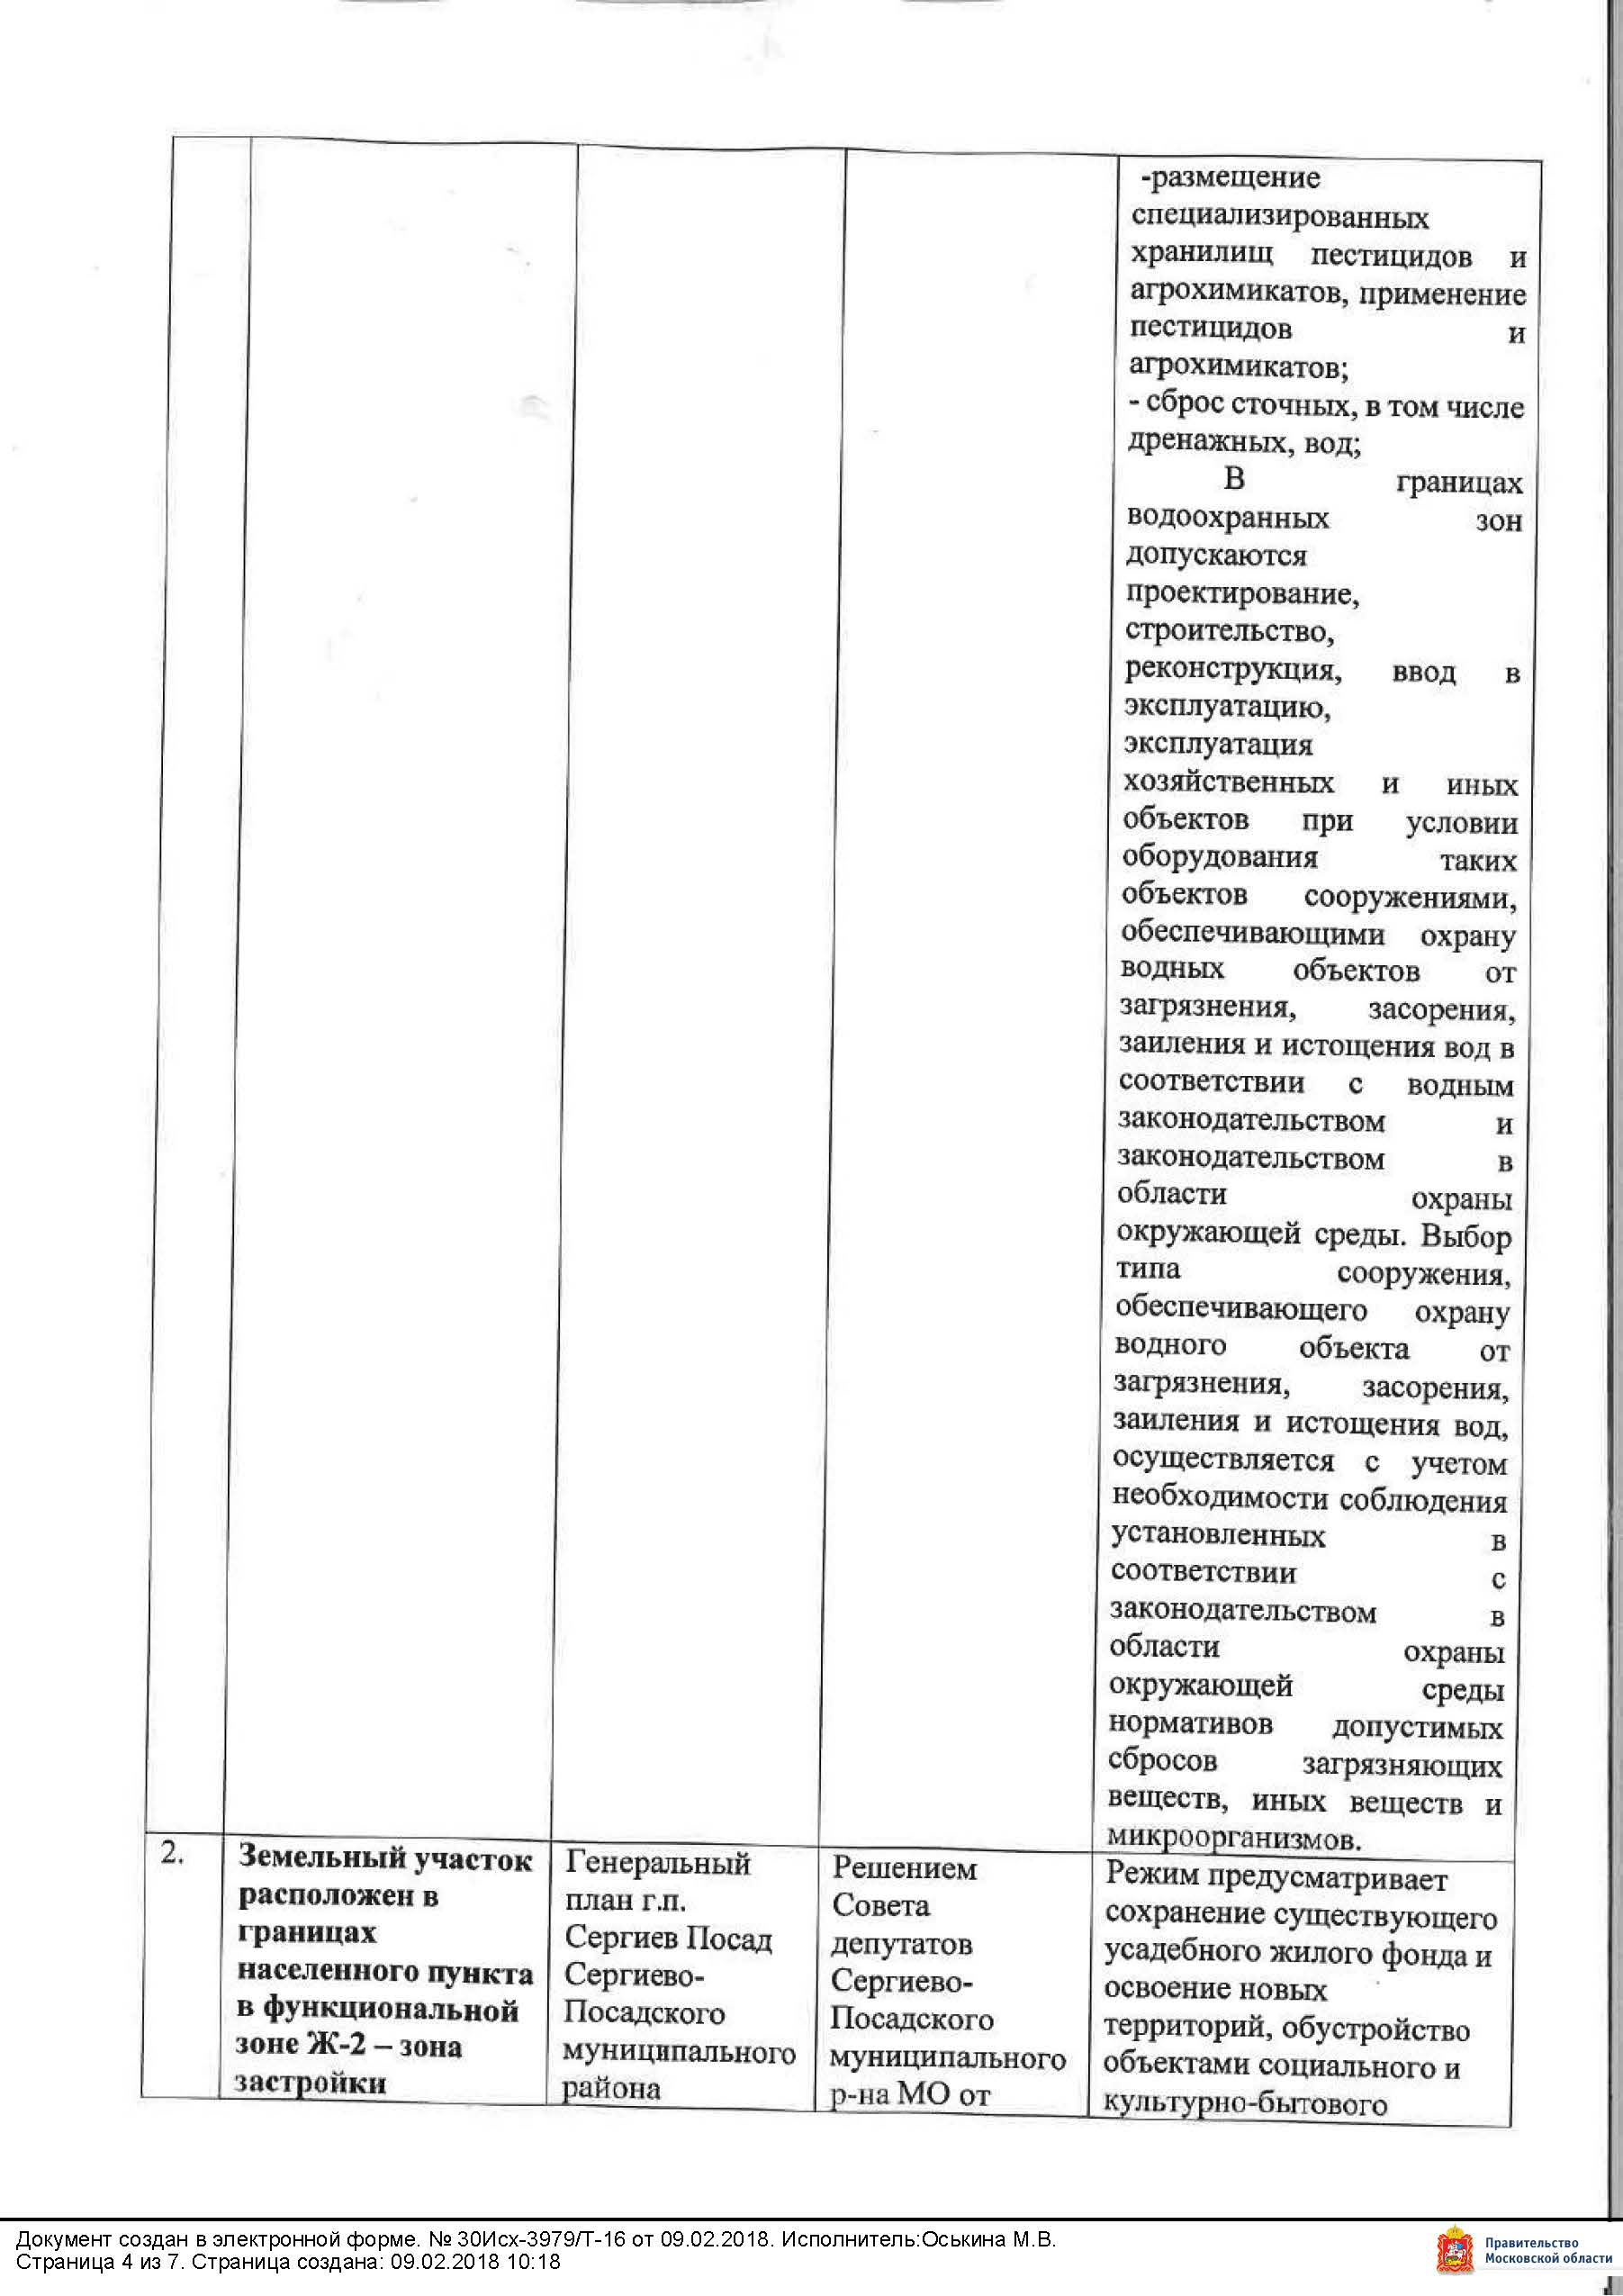 -размещение
специализированных
хранилищ пестицидов и
агрохимикатов, применение
пестицидов и
агрохимикатов;
- сброс сточных, в том числе
дренажных, вод;
В границах
водоохранных зон
допускаются
проектирование,
строительство,
реконструкция, ввод в
эксплуатацию,
эксплуатация
хозяйственных и иных
объектов при условии
оборудования таких
объектов сооружениями,
обеспечивающими охрану
водных объектов от
загрязнения, засорения,
заиления и истощения вод в
соответствии с водным
законодательством и
законодательством в
области охраны
окружающей среды. Выбор
типа сооружения,
обеспечивающего охрану
водного объекта от
загрязнения, засорения,
заиления и истощения вод,
осуществляется с учетом
необходимости соблюдения
установленных в
соответствии с
законодательством в
области охраны
окружающей среды
нормативов допустимых
сбросов загрязняющих
веществ, иных веществ и
микроорганизмов.
2.
Земельный участок
расположен в
границах
населенного пункта
в функциональной
зоне Ж-2 – зона
застройки
Генеральный
план г.п.
Сергиев Посад
Сергиево-
Посадского
муниципального
района
Решением
Совета
депутатов
Сергиево-
Посадского
муниципального
р-на МО от
Режим предусматривает
сохранение существующего
усадебного жилого фонда и
освоение новых
территорий, обустройство
объектами социального и
культурно-бытового
Документ создан в электронной форме. № 30Исх-3979/Т-16 от 09.02.2018. Исполнитель:Оськина М.В.
Страница 4 из 7. Страница создана: 09.02.2018 10:18
Правительство
Московской области